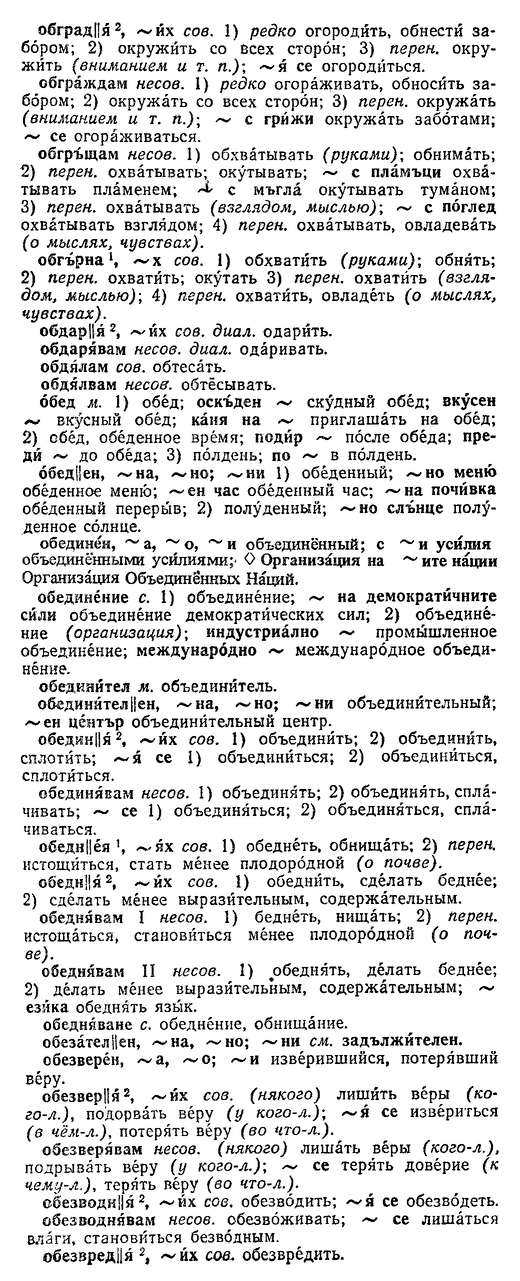 обград||я́ ², ~и́х сов. 1) редко огороди́ть, обнести́ за-
бо́ром; 2) окружи́ть со всех сторо́н; 3) перен. окру-
жи́ть (вниманием и т. п.); ~я́ се огороди́ться.
обгра́ждам несов. 1) редко огора́живать, обноси́ть за-
бо́ром; 2) окружа́ть со всех сторо́н; 3) перен. окружа́ть
(вниманием и т. п.); ~ с гри́жи окружа́ть забо́тами;
~ се огора́живаться.
обгръ́щам несов. 1) обхва́тывать (руками); обнима́ть;
2) перен. охва́тывать; оку́тывать; ~ с пла́мъци охва́-
тывать пла́менем; ~ с мъгла́ оку́тывать тума́ном;
3) перен. охва́тывать (взглядом, мыслью); ~ с по́глед
охва́тывать взгля́дом; 4) перен. охва́тывать, овладева́ть
(о мыслях, чувствах).
обгъ́рна ¹, ~х сов. 1) обхвати́ть (руками); обня́ть;
2) перен. охвати́ть; оку́тать 3) перен. охвати́ть (взгля-
дом, мыслью); 4) перен. охвати́ть, овладе́ть (о мыслях,
чувствах).
обдар||я́ ², ~и́х сов. диал. одари́ть.
обдаря́вам несов. диал. ода́ривать.
обдя́лам сов. обтеса́ть.
обдя́лвам несов. обтёсывать.
о́бед м. 1) обе́д; оскъ́ден ~ ску́дный обе́д; вку́сен
~ вку́сный обе́д; ка́ня на ~ приглаша́ть на обе́д;
2) обе́д, обе́денное вре́мя; поди́р ~ по́сле обе́да; пре-
ди́ ~ до обе́да; 3) по́лдень; по ~ в по́лдень.
о́бед||ен, ~на, ~но; ~ни 1) обе́денный; ~но меню́
обе́денное меню́; ~ен час обе́денный час; ~на почи́вка
обе́денный переры́в; 2) полу́денный; ~но слъ́нце полу́-
денное со́лнце.
обедине́н, ~а, ~о, ~и объединённый; с ~и уси́лия
объединёнными уси́лиями; ◊ Организа́ция на ~ите на́ции
Организа́ция Объединённых На́ций.
обедине́ние с. 1) объедине́ние; ~ на демократи́чните
си́ли объедине́ние демократи́ческих сил; 2) объедине́-
ние (организация); индустриа́лно ~ промы́шленное
объедине́ние; междунаро́дно ~ междунаро́дное объеди-
не́ние.
обедини́тел м. объедини́тель.
обедини́тел||ен, ~на, ~но; ~ни объедини́тельный;
~ен це́нтър объедини́тельный центр.
обедин||я́ ², ~и́х сов. 1) объедини́ть; 2) объедини́ть,
сплоти́ть; ~я́ се 1) объедини́ться; 2) объедини́ться,
сплоти́ться.
обединя́вам несов. 1) объединя́ть; 2) объединя́ть, спла́-
чивать; ~ се 1) объединя́ться; 2) объединя́ться, спла́-
чиваться.
обедн||е́я ¹, ~я́х сов. 1) обедне́ть, обнища́ть; 2) перен.
истощи́ться, стать ме́нее плодоро́дной (о почве).
обедн||я́ ², ~и́х сов. 1) обедни́ть, сде́лать бедне́е;
2) сде́лать ме́нее вырази́тельным, содержа́тельным.
обедня́вам I несов. 1) бедне́ть, нища́ть; 2) перен.
истоща́ться, станови́ться ме́нее плодоро́дной (о поч-
ве).
обедня́вам II несов. 1) обедня́ть, де́лать бедне́е;
2) де́лать ме́нее вырази́тельным, содержа́тельным; ~
ези́ка обедня́ть язы́к.
обедня́ване с. обедне́ние, обнища́ние.
обеза́тел||ен, ~на, ~но; ~ни см. задължи́телен.
обезвере́н, ~а, ~о; ~и изве́рившийся, потеря́вший
ве́ру.
обезвер||я́ ², ~и́х сов. (някого) лиши́ть ве́ры (ко-
го-л.), подорва́ть ве́ру (у кого-л.); ~я́ се изве́риться
(в чём-л.), потеря́ть ве́ру (во что-л.).
обезверя́вам несов. (някого) лиша́ть ве́ры (кого-л.),
подрыва́ть ве́ру (у кого-л.); ~ се теря́ть дове́рие (к
чему-л.), теря́ть ве́ру (во что-л.).
обезводн||я́ ², ~и́х сов. обезво́дить; ~я́ се обезво́деть.
обезводня́вам несов. обезво́живать; ~ се лиша́ться
вла́ги, станови́ться безво́дным.
обезвред||я́ ², ~и́х сов. обезвре́дить.